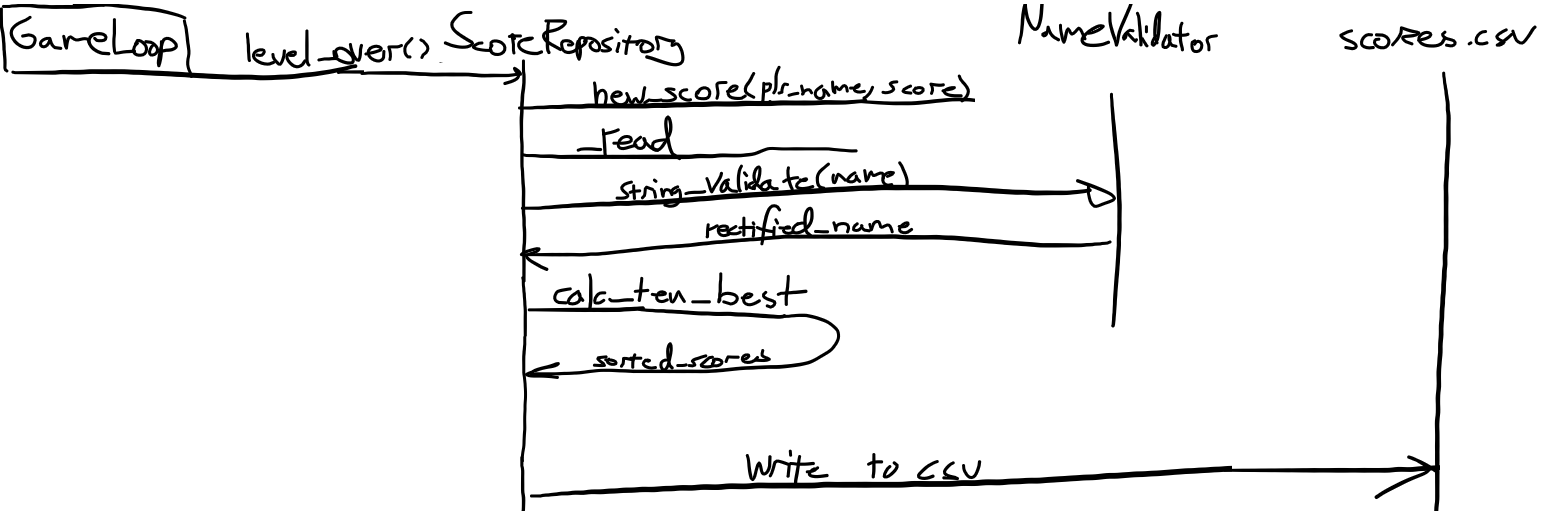 GameLoop
level_over()
ScoreRepository
NameValidator
scores.csv
new_score(plr_name, score)
_read
string_validate(name)
rectified_name
calc_ten_best
sorted_scores
Write to csv